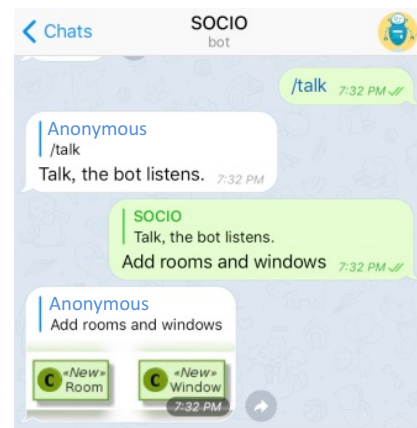 Chats
SOCIO
bot
/talk 7:32 PM
Anonymous
/talk
Talk, the bot listens. 7:32 PM
SOCIO
Talk, the bot listens.
Add rooms and windows 7:32 PM
Anonymous
Add rooms and windows
C «New» Room
C «New» Window
7:32 PM